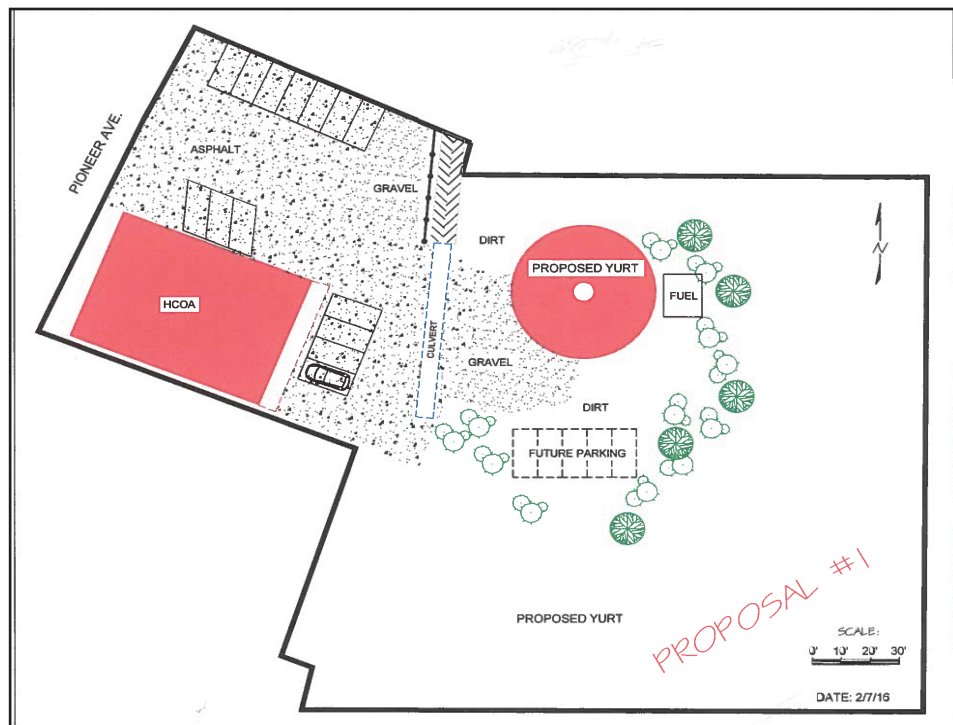 PIONEER AVE.
ASPHALT
GRAVEL
DIRT
N
PROPOSED YURT
FUEL
HCOA
CULVERT
GRAVEL
DIRT
FUTURE PARKING
PROPOSED YURT
PROPOSAL #1
SCALE:
0' 10' 20' 30'
DATE: 2/7/16